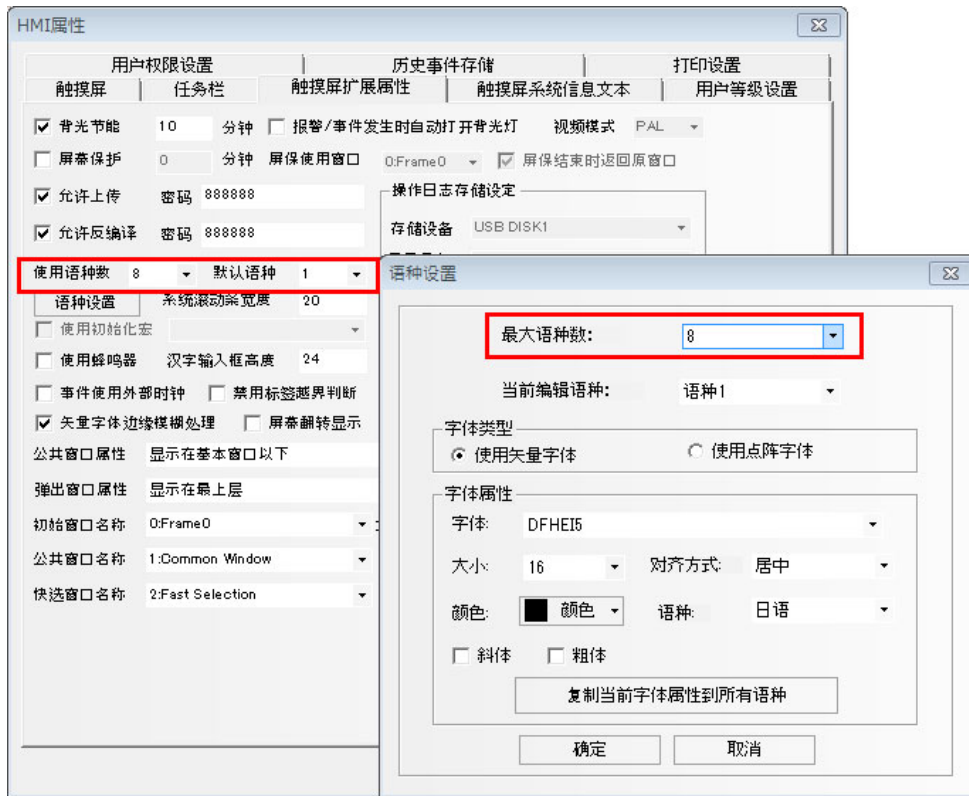 HMI属性
用户权限设置 历史事件存储 打印设置
触摸屏 任务栏 触摸屏扩展属性 触摸屏系统信息文本 用户等级设置
背光节能 10 分钟 报警/事件发生时自动打开背光灯 视频模式 PAL
屏幕保护 0 分钟 屏保使用窗口 0:Frame0 屏保结束时返回原窗口
允许上传 密码 888888 操作日志存储设定
允许反编译 密码 888888 存储设备 USB DISK1
使用语种数 8 默认语种 1
语种设置 系统滚动条宽度 20
使用初始化宏
使用蜂鸣器 汉字输入框高度 24
事件使用外部时钟 禁用标签越界判断
矢量字体边缘模糊处理 屏幕翻转显示
公共窗口属性 显示在基本窗口以下
弹出窗口属性 显示在最上层
初始窗口名称 0:Frame0
公共窗口名称 1:Common Window
快选窗口名称 2:Fast Selection
语种设置
最大语种数: 8
当前编辑语种: 语种1
字体类型
使用矢量字体 使用点阵字体
字体属性
字体: DFHEI5
大小: 16 对齐方式: 居中
颜色: 颜色 语种: 日语
斜体 粗体
复制当前字体属性到所有语种
确定 取消